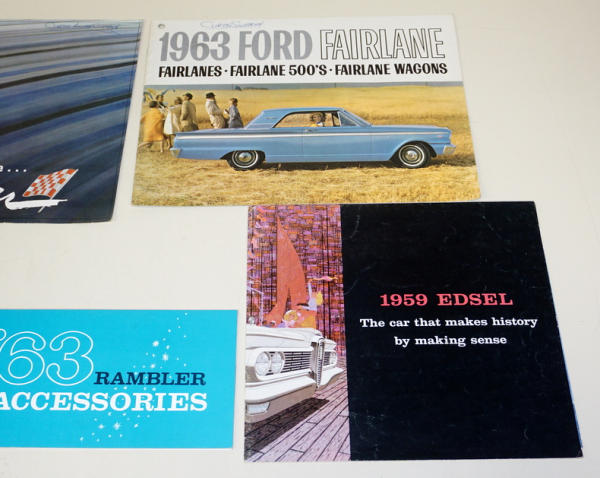 1963 FORD FAIRLANE
FAIRLANES • FAIRLANE 500'S • FAIRLANE WAGONS
1959 EDSEL
The car that makes history
by making sense
'63 RAMBLER
ACCESSORIES